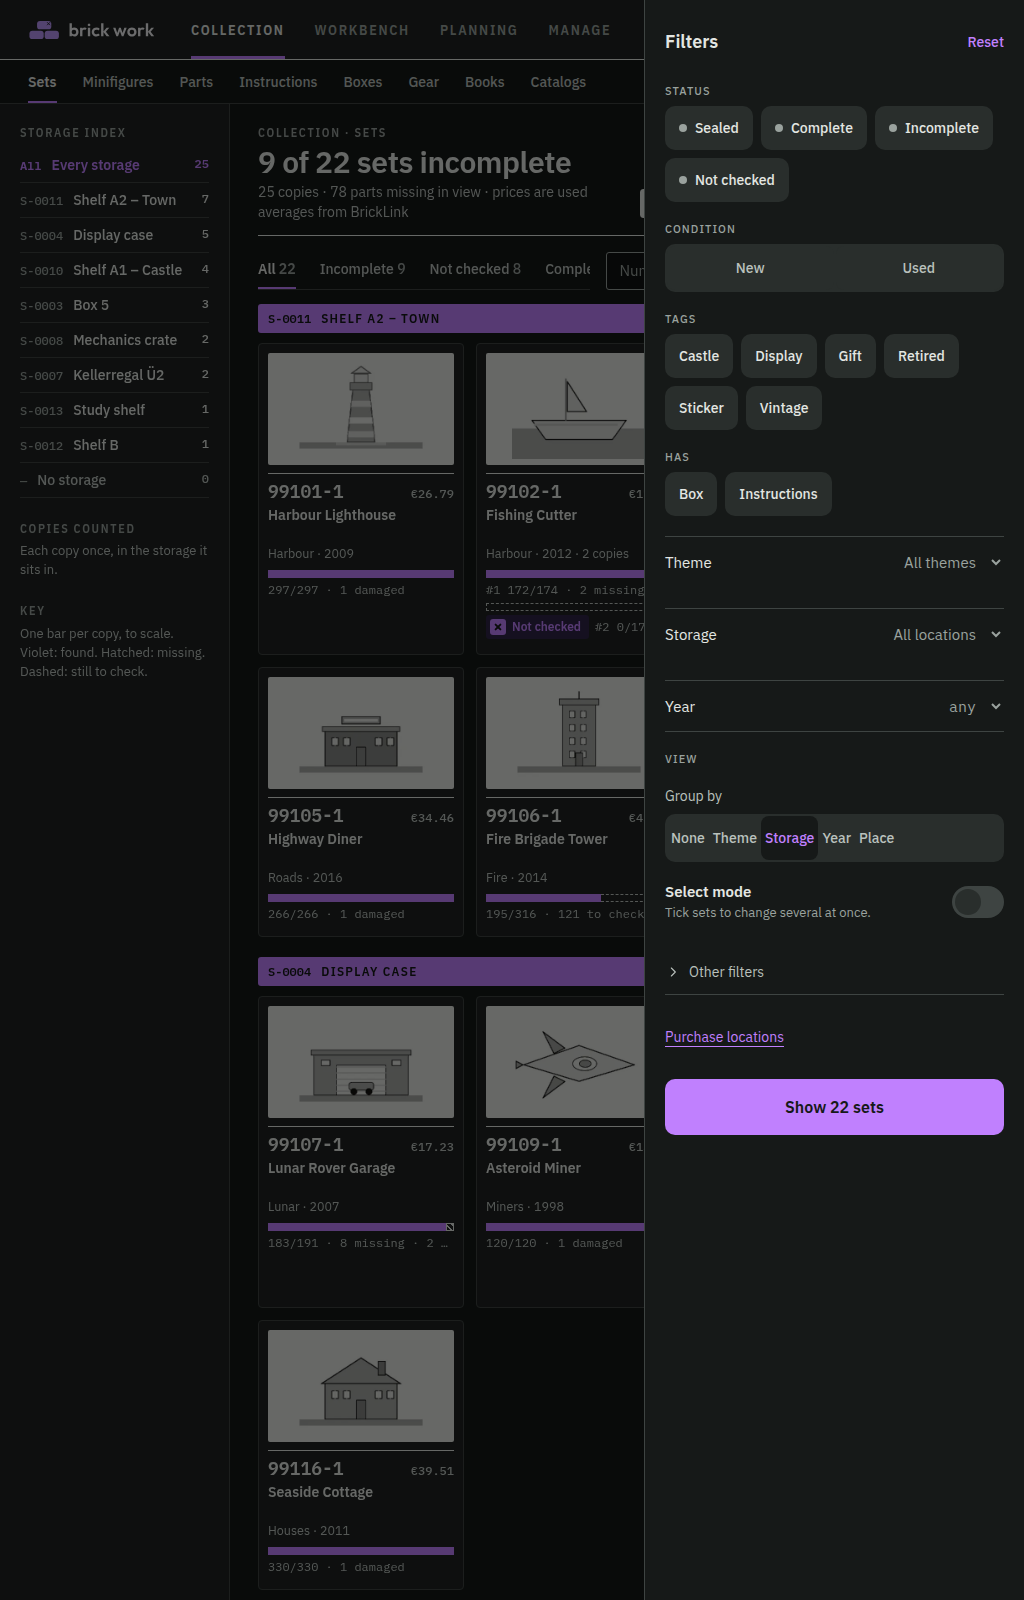 brick work
COLLECTION WORKBENCH PLANNING MANAGE
Sets Minifigures Parts Instructions Boxes Gear Books Catalogs
STORAGE INDEX
All Every storage 25
S-0011 Shelf A2 – Town 7
S-0004 Display case 5
S-0010 Shelf A1 – Castle 4
S-0003 Box 5 3
S-0008 Mechanics crate 2
S-0007 Kellerregal Ü2 2
S-0013 Study shelf 1
S-0012 Shelf B 1
– No storage 0
COPIES COUNTED
Each copy once, in the storage it
sits in.
KEY
One bar per copy, to scale.
Violet: found. Hatched: missing.
Dashed: still to check.
COLLECTION · SETS
9 of 22 sets incomplete
25 copies · 78 parts missing in view · prices are used
averages from BrickLink
All 22 Incomplete 9 Not checked 8
S-0011 SHELF A2 – TOWN
99101-1 €26.79
Harbour Lighthouse
Harbour · 2009
297/297 · 1 damaged
99102-1
Fishing Cutter
Harbour · 2012 · 2 copies
#1 172/174 · 2 missing
Not checked #2
99105-1 €34.46
Highway Diner
Roads · 2016
266/266 · 1 damaged
99106-1
Fire Brigade Tower
Fire · 2014
195/316 · 121 to check
S-0004 DISPLAY CASE
99107-1 €17.23
Lunar Rover Garage
Lunar · 2007
183/191 · 8 missing · 2 …
99109-1
Asteroid Miner
Miners · 1998
120/120 · 1 damaged
99116-1 €39.51
Seaside Cottage
Houses · 2011
330/330 · 1 damaged
Filters Reset
STATUS
Sealed Complete Incomplete
Not checked
CONDITION
New Used
TAGS
Castle Display Gift Retired
Sticker Vintage
HAS
Box Instructions
Theme All themes
Storage All locations
Year any
VIEW
Group by
None Theme Storage Year Place
Select mode
Tick sets to change several at once.
Other filters
Purchase locations
Show 22 sets